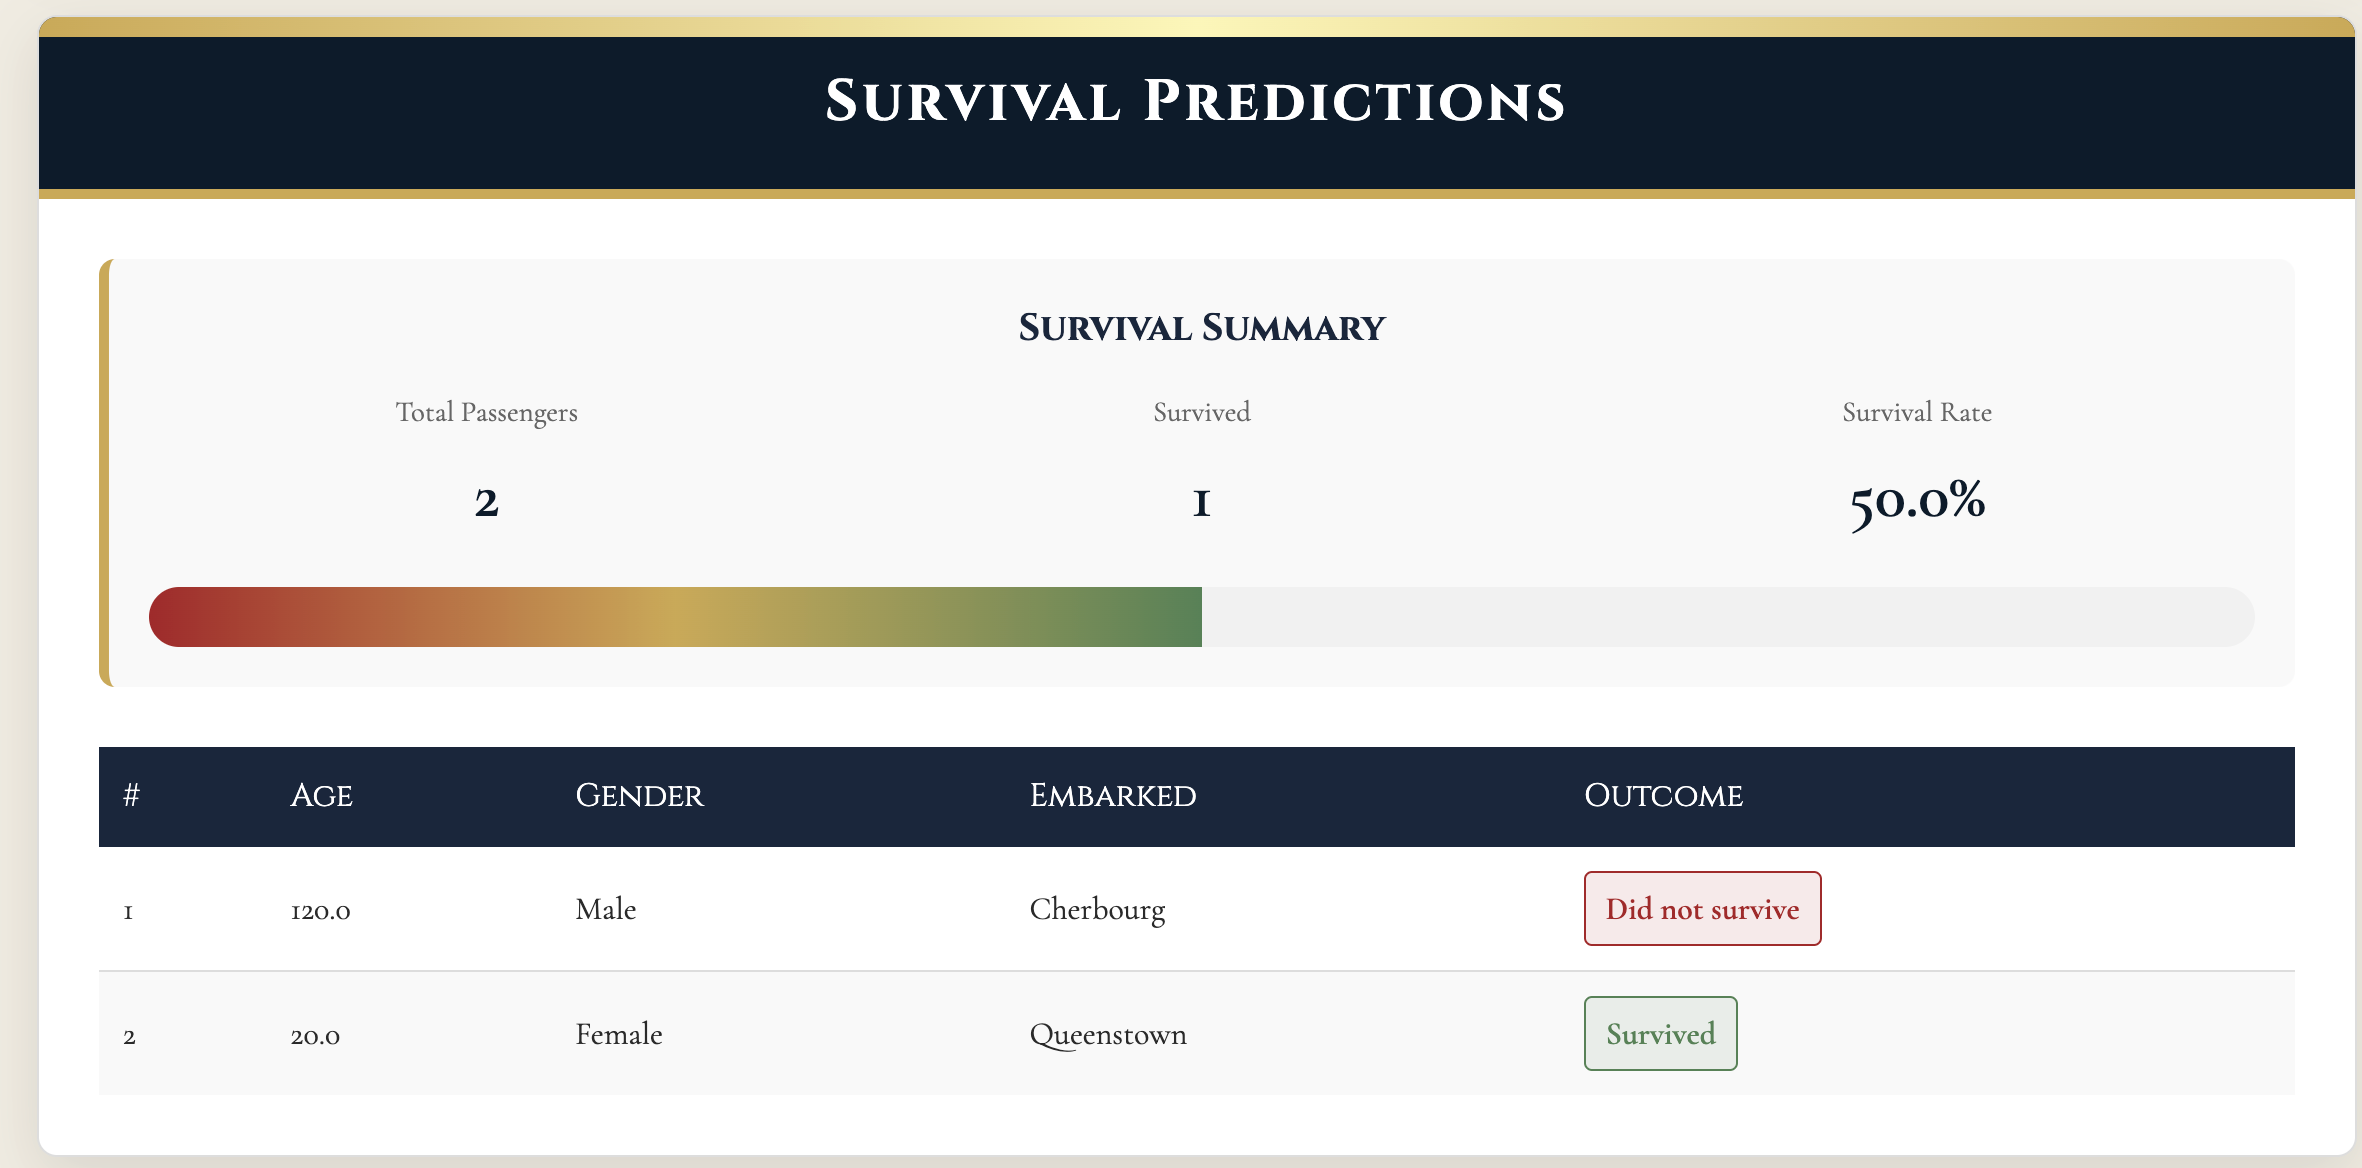 Survival Predictions
Survival Summary
Total Passengers Survived Survival Rate
2 1 50.0%
# Age Gender Embarked Outcome
1 120.0 Male Cherbourg Did not survive
2 20.0 Female Queenstown Survived